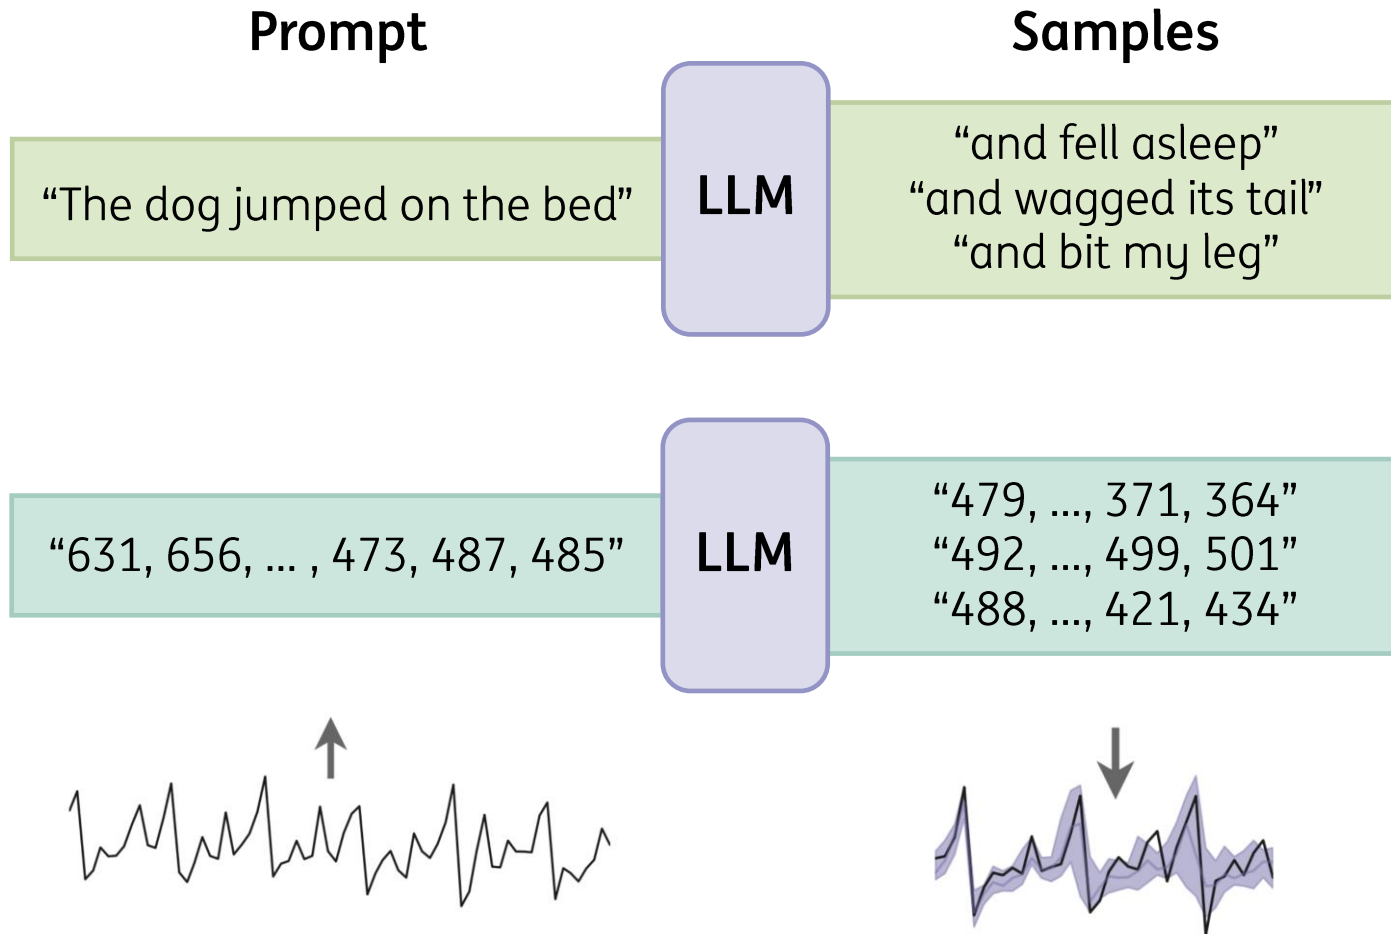 Prompt
Samples
“The dog jumped on the bed”
LLM
“and fell asleep”
“and wagged its tail”
“and bit my leg”
“631, 656, ... , 473, 487, 485”
LLM
“479, ..., 371, 364”
“492, ..., 499, 501”
“488, ..., 421, 434”